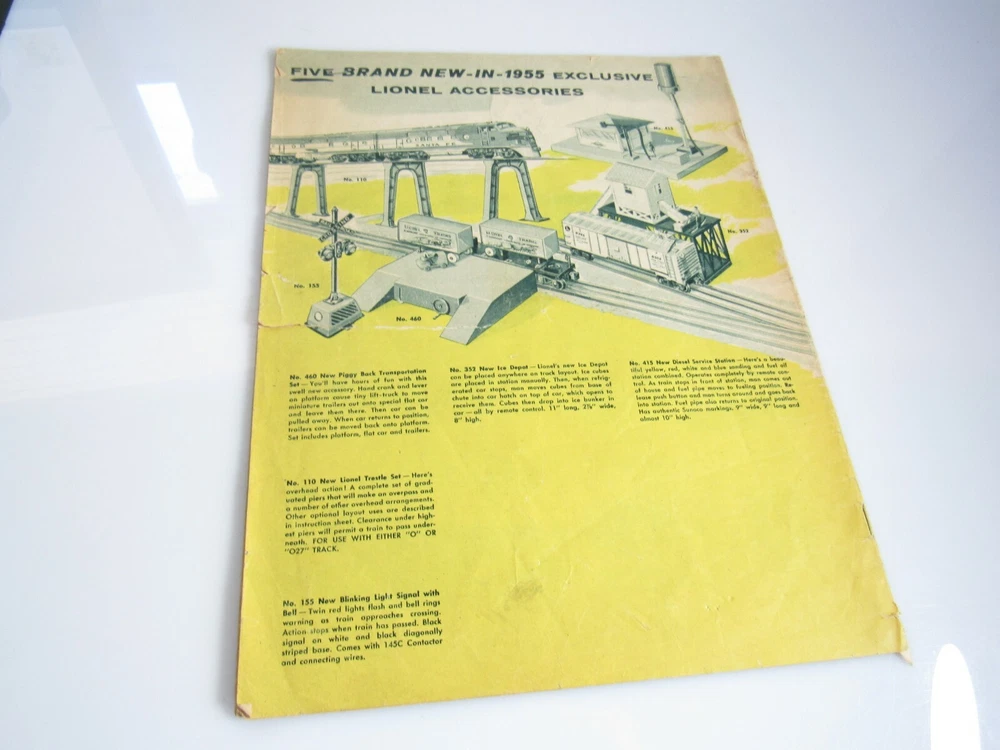 FIVE BRAND NEW-IN-1955 EXCLUSIVE
LIONEL ACCESSORIES
No. 110
No. 352
No. 155
No. 460
No. 460 New Piggy Back Transportation
Set — You'll have hours of fun with this
swell new accessory. Hand crank and lever
on platform cause tiny lift-truck to move
miniature trailers out onto special flat car
and leave them there. Then car can be
pulled away. When car returns to position,
trailers can be moved back onto platform.
Set includes platform, flat car and trailers.
No. 352 New Ice Depot — Lionel's new Ice Depot
can be placed anywhere on track layout. Ice cubes
are placed in station manually. Then, when refrig-
erated car stops, man moves cubes from base of
chute into car hatch on top of car, which opens to
receive them. Cubes then drop into ice bunker in
car — all by remote control. 11" long, 2⅞" wide,
8" high.
No. 415 New Diesel Service Station — Here's a beau-
tiful yellow, red, white and blue sanding and fuel oil
station combined. Operates completely by remote con-
trol. As train stops in front of station, man comes out
of house and fuel pipe moves to fueling position. Re-
lease push button and man turns around and goes back
into station. Fuel pipe also returns to original position.
Has authentic Sunoco markings. 9" wide, 9" long and
almost 10" high.
No. 110 New Lionel Trestle Set — Here's
overhead action! A complete set of grad-
uated piers that will make an overpass and
a number of other overhead arrangements.
Other optional layout uses are described
in instruction sheet. Clearance under high-
est piers will permit a train to pass under-
neath. FOR USE WITH EITHER "O" OR
"O27" TRACK.
No. 155 New Blinking Light Signal with
Bell — Twin red lights flash and bell rings
warning as train approaches crossing.
Action stops when train has passed. Black
signal on white and black diagonally
striped base. Comes with 145C Contactor
and connecting wires.